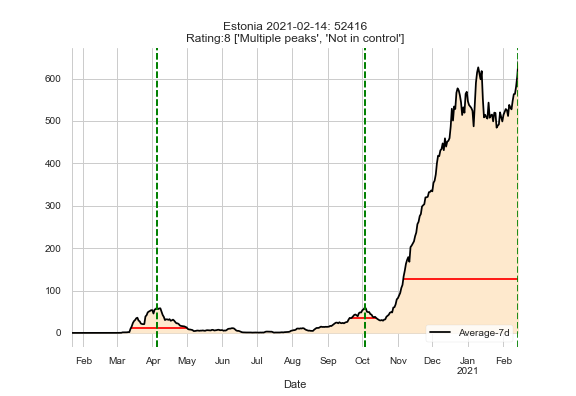 Estonia 2021-02-14: 52416
Rating:8 ['Multiple peaks', 'Not in control']
600
500
400
300
200
100
0
Average-7d
Feb Mar Apr May Jun Jul Aug Sep Oct Nov Dec Jan Feb
2021
Date